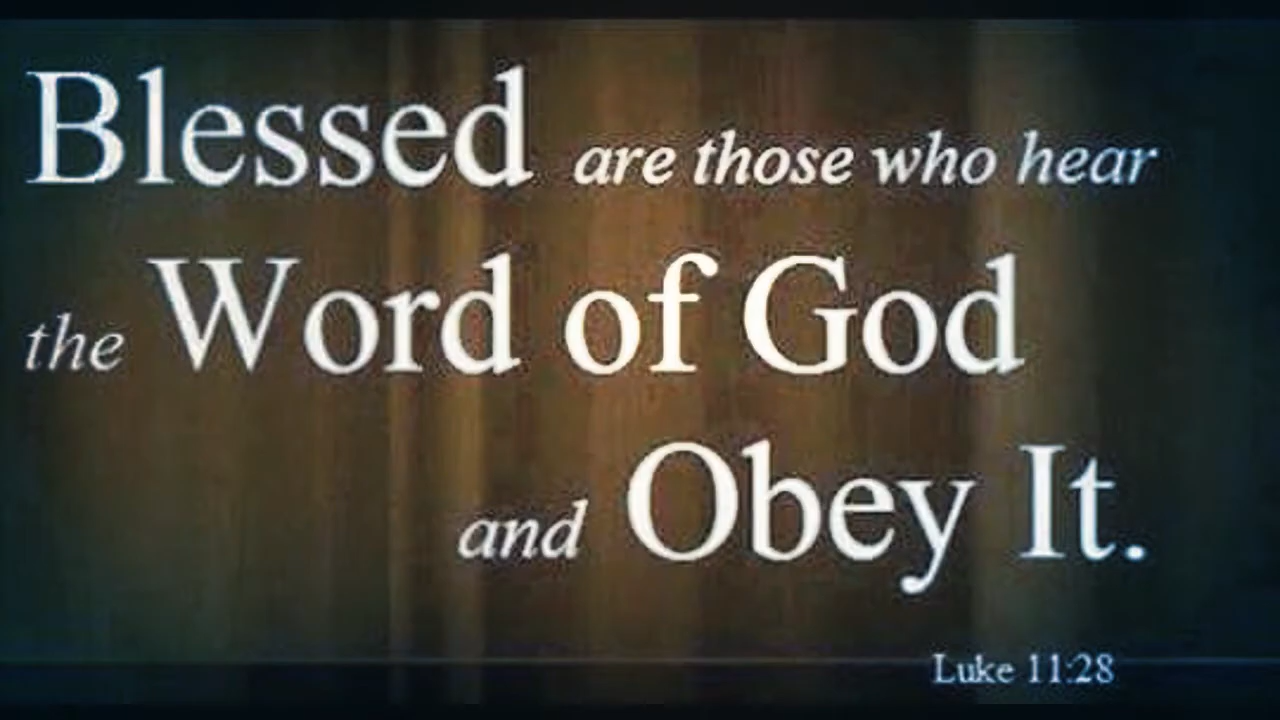 Blessed are those who hear
the Word of God
and Obey It.
Luke 11:28